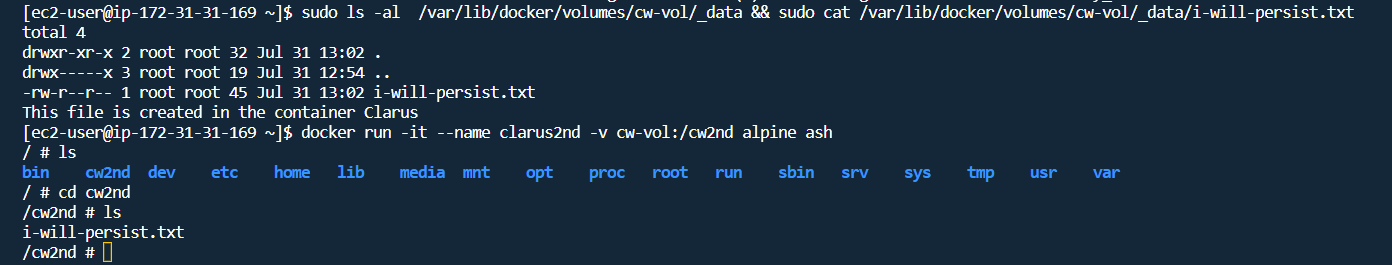 [ec2-user@ip-172-31-31-169 ~]$ sudo ls -al  /var/lib/docker/volumes/cw-vol/_data && sudo cat /var/lib/docker/volumes/cw-vol/_data/i-will-persist.txt
total 4
drwxr-xr-x 2 root root 32 Jul 31 13:02 .
drwx-----x 3 root root 19 Jul 31 12:54 ..
-rw-r--r-- 1 root root 45 Jul 31 13:02 i-will-persist.txt
This file is created in the container Clarus
[ec2-user@ip-172-31-31-169 ~]$ docker run -it --name clarus2nd -v cw-vol:/cw2nd alpine ash
/ # ls
bin    cw2nd  dev    etc    home   lib    media  mnt    opt    proc   root   run    sbin   srv    sys    tmp    usr    var
/ # cd cw2nd
/cw2nd # ls
i-will-persist.txt
/cw2nd #